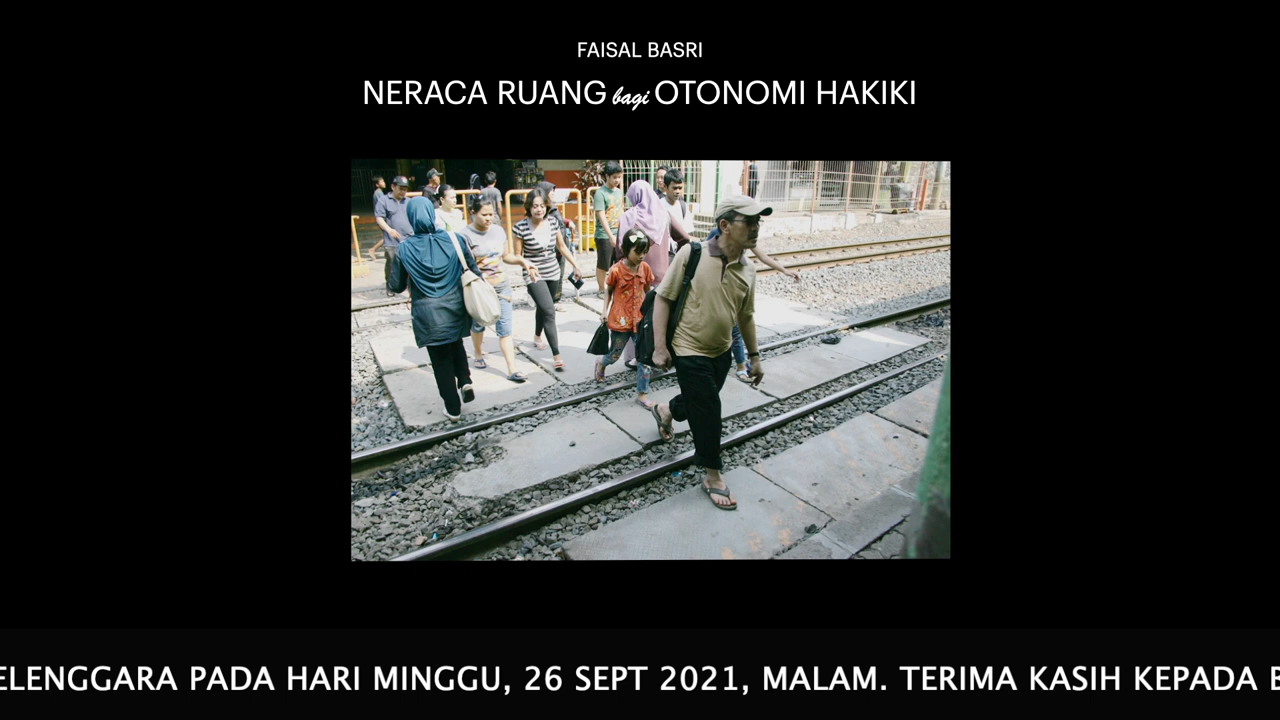 FAISAL BASRI
NERACA RUANG bagi OTONOMI HAKIKI
ELENGGARA PADA HARI MINGGU, 26 SEPT 2021, MALAM. TERIMA KASIH KEPADA